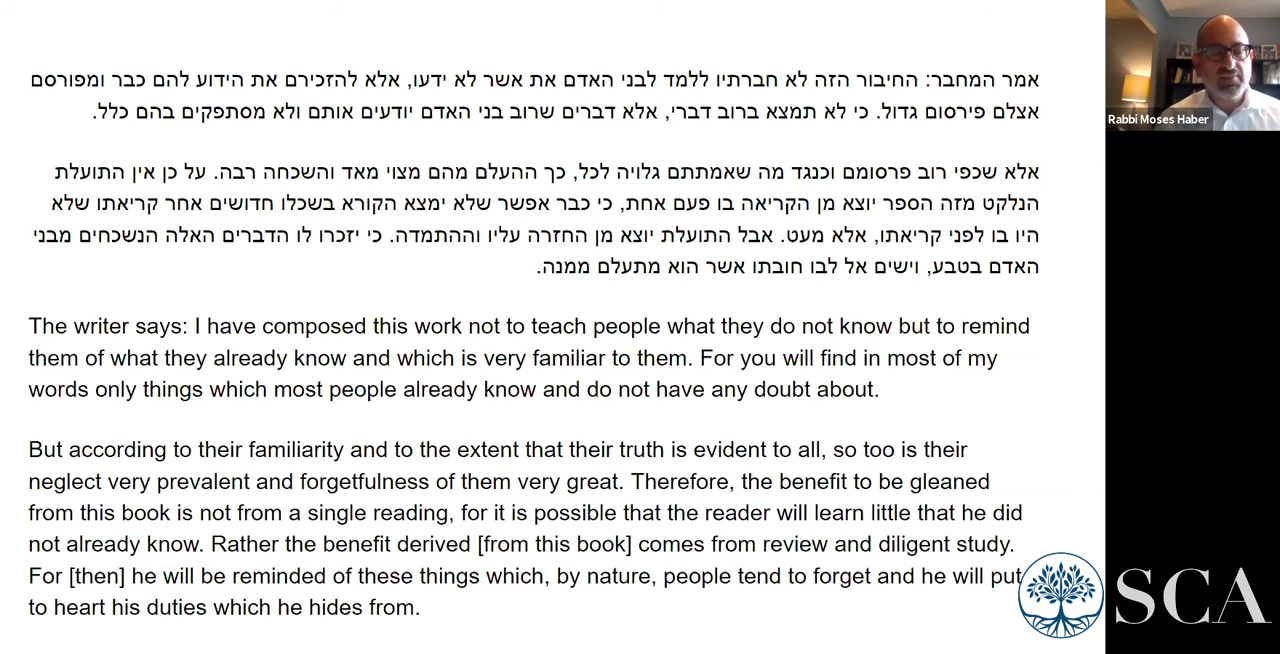 אמר המחבר: החיבור הזה לא חברתיו ללמד לבני האדם את אשר לא ידעו, אלא להזכירם את הידוע להם כבר ומפורסם
אצלם פירסום גדול. כי לא תמצא ברוב דברי, אלא דברים שרוב בני האדם יודעים אותם ולא מסתפקים בהם כלל.
אלא שכפי רוב פרסומם וכנגד מה שאמתתם גלויה לכל, כך ההעלם מהם מצוי מאד והשכחה רבה. על כן אין התועלת
הנלקט מזה הספר יוצא מן הקריאה בו פעם אחת, כי כבר אפשר שלא ימצא הקורא בשכלו חדושים אחר קריאתו שלא
היו בו לפני קריאתו, אלא מעט. אבל התועלת יוצא מן החזרה עליו וההתמדה. כי יזכרו לו הדברים האלה הנשכחים מבני
האדם בטבע, וישים אל לבו חובתו אשר הוא מתעלם ממנה.
The writer says: I have composed this work not to teach people what they do not know but to remind
them of what they already know and which is very familiar to them. For you will find in most of my
words only things which most people already know and do not have any doubt about.
But according to their familiarity and to the extent that their truth is evident to all, so too is their
neglect very prevalent and forgetfulness of them very great. Therefore, the benefit to be gleaned
from this book is not from a single reading, for it is possible that the reader will learn little that he did
not already know. Rather the benefit derived [from this book] comes from review and diligent study.
For [then] he will be reminded of these things which, by nature, people tend to forget and he will put
to heart his duties which he hides from.
Rabbi Moses Haber
SCA